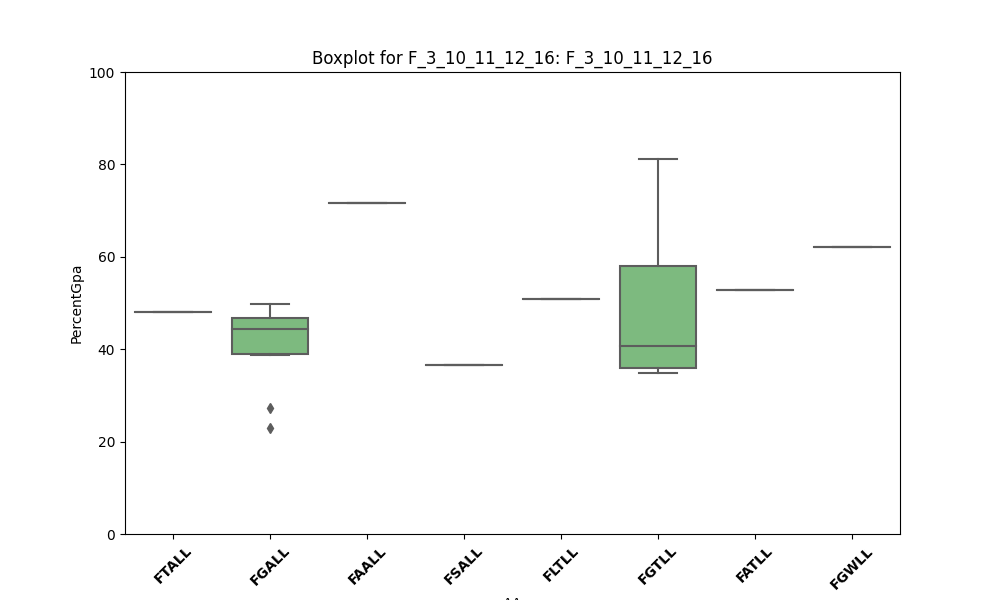 Boxplot for F_3_10_11_12_16: F_3_10_11_12_16
PercentGpa
100
80
60
40
20
0
FTALL
FGALL
FAALL
FSALL
FLTLL
FGTLL
FATLL
FGWLL